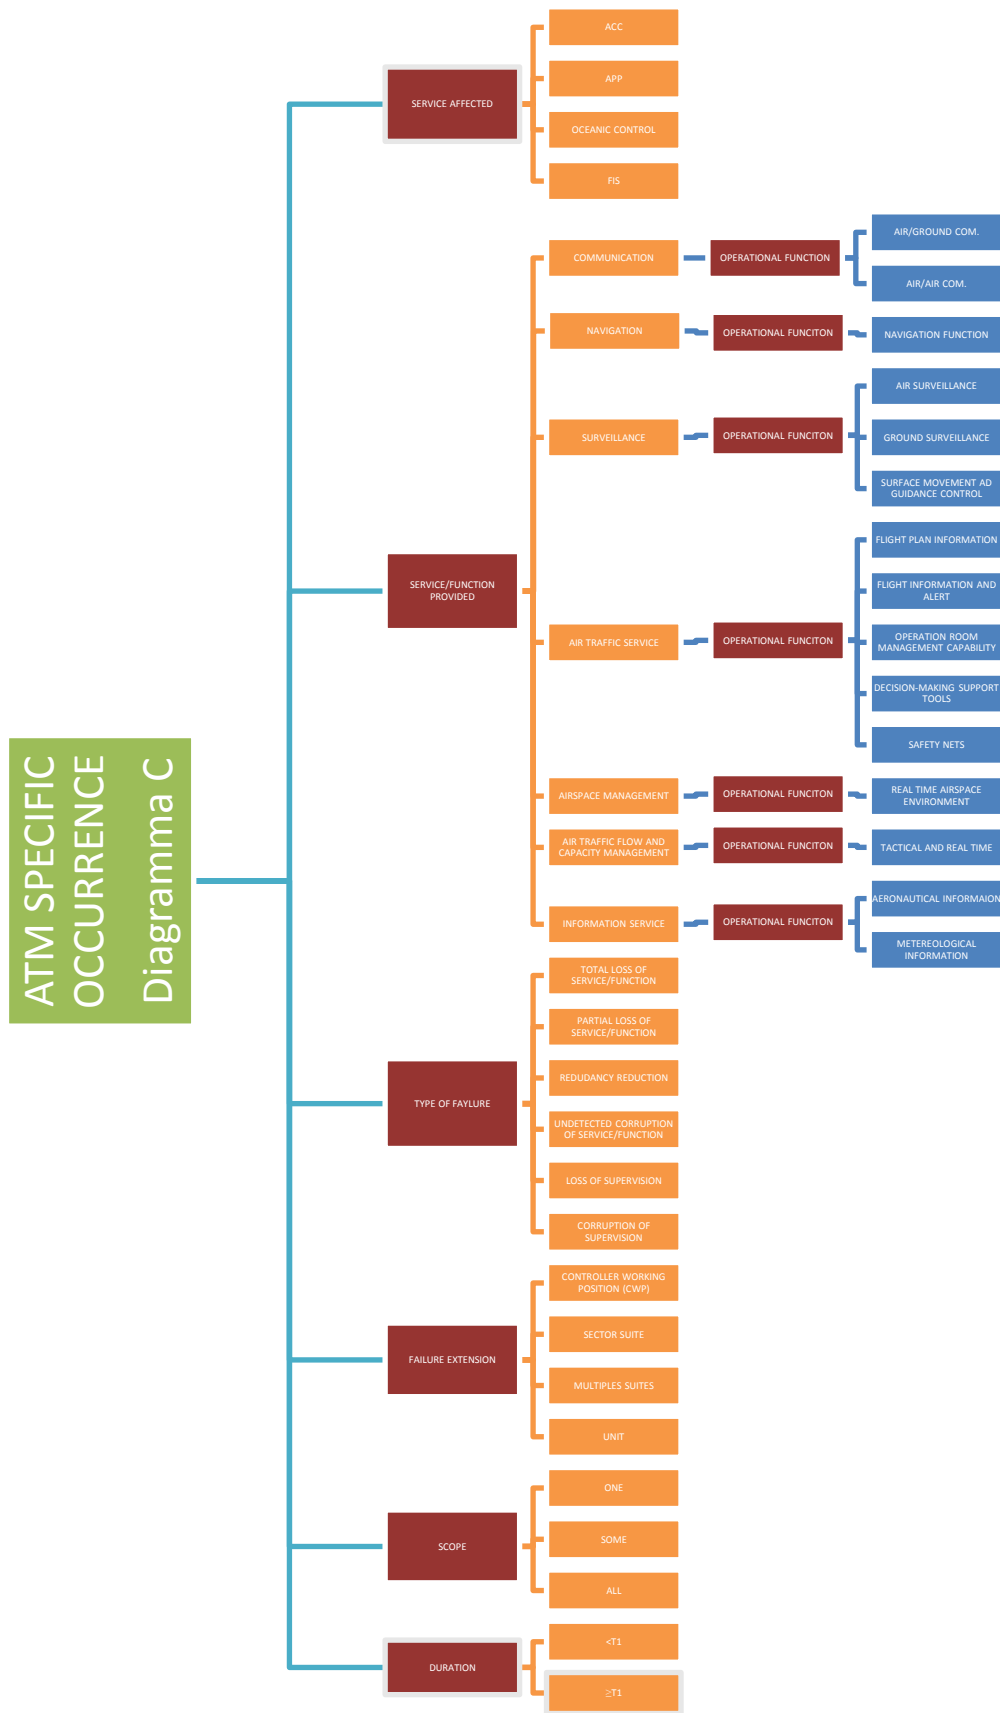 ATM SPECIFIC
OCCURRENCE
Diagramma C
SERVICE AFFECTED
ACC
APP
OCEANIC CONTROL
FIS
SERVICE/FUNCTION
PROVIDED
COMMUNICATION
OPERATIONAL FUNCTION
AIR/GROUND COM.
AIR/AIR COM.
NAVIGATION
OPERATIONAL FUNCITON
NAVIGATION FUNCTION
SURVEILLANCE
OPERATIONAL FUNCITON
AIR SURVEILLANCE
GROUND SURVEILLANCE
SURFACE MOVEMENT AD
GUIDANCE CONTROL
AIR TRAFFIC SERVICE
OPERATIONAL FUNCITON
FLIGHT PLAN INFORMATION
FLIGHT INFORMATION AND
ALERT
OPERATION ROOM
MANAGEMENT CAPABILITY
DECISION-MAKING SUPPORT
TOOLS
SAFETY NETS
AIRSPACE MANAGEMENT
OPERATIONAL FUNCITON
REAL TIME AIRSPACE
ENVIRONMENT
AIR TRAFFIC FLOW AND
CAPACITY MANAGEMENT
OPERATIONAL FUNCITON
TACTICAL AND REAL TIME
INFORMATION SERVICE
OPERATIONAL FUNCITON
AERONAUTICAL INFORMAION
METEREOLOGICAL
INFORMATION
TYPE OF FAYLURE
TOTAL LOSS OF
SERVICE/FUNCTION
PARTIAL LOSS OF
SERVICE/FUNCTION
REDUDANCY REDUCTION
UNDETECTED CORRUPTION
OF SERVICE/FUNCTION
LOSS OF SUPERVISION
CORRUPTION OF
SUPERVISION
FAILURE EXTENSION
CONTROLLER WORKING
POSITION (CWP)
SECTOR SUITE
MULTIPLES SUITES
UNIT
SCOPE
ONE
SOME
ALL
DURATION
<T1
≥T1